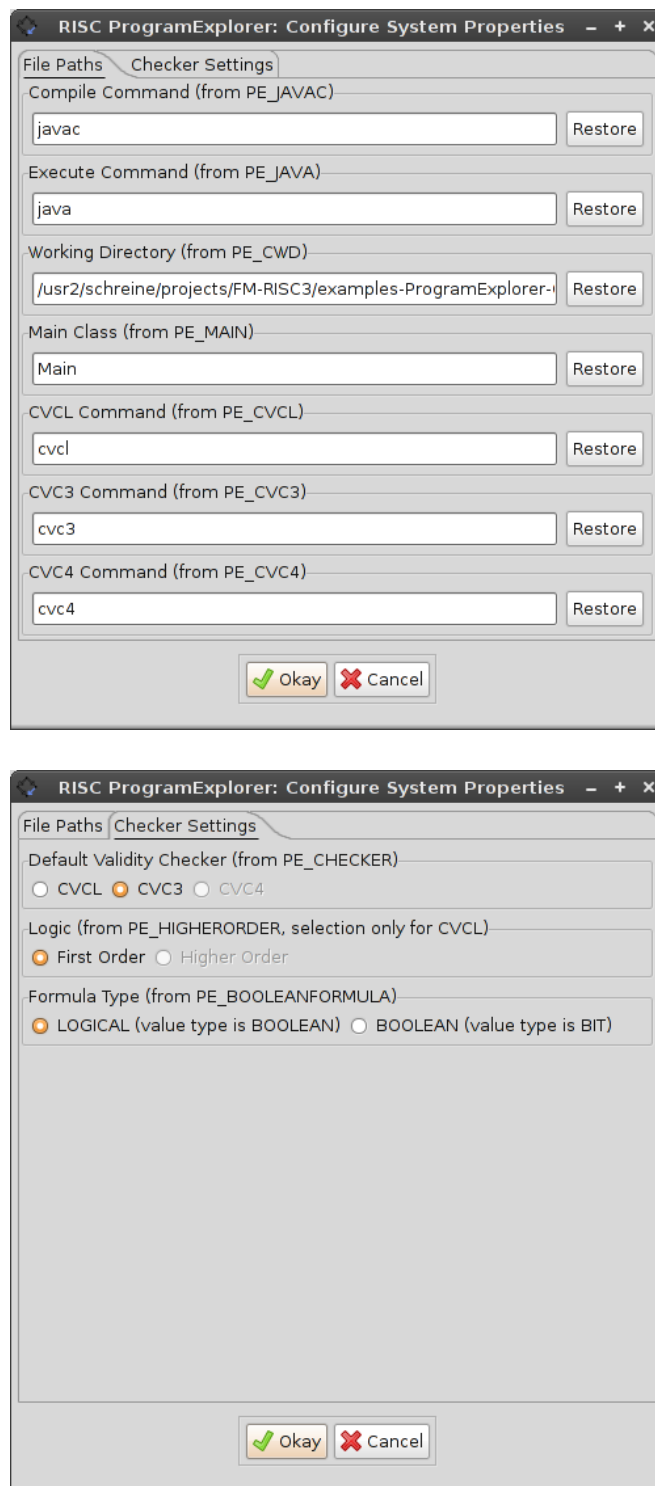 RISC ProgramExplorer: Configure System Properties
File Paths Checker Settings
Compile Command (from PE_JAVAC)
javac Restore
Execute Command (from PE_JAVA)
java Restore
Working Directory (from PE_CWD)
/usr2/schreine/projects/FM-RISC3/examples-ProgramExplorer- Restore
Main Class (from PE_MAIN)
Main Restore
CVCL Command (from PE_CVCL)
cvcl Restore
CVC3 Command (from PE_CVC3)
cvc3 Restore
CVC4 Command (from PE_CVC4)
cvc4 Restore
Okay Cancel
RISC ProgramExplorer: Configure System Properties
File Paths Checker Settings
Default Validity Checker (from PE_CHECKER)
CVCL CVC3 CVC4
Logic (from PE_HIGHERORDER, selection only for CVCL)
First Order Higher Order
Formula Type (from PE_BOOLEANFORMULA)
LOGICAL (value type is BOOLEAN) BOOLEAN (value type is BIT)
Okay Cancel